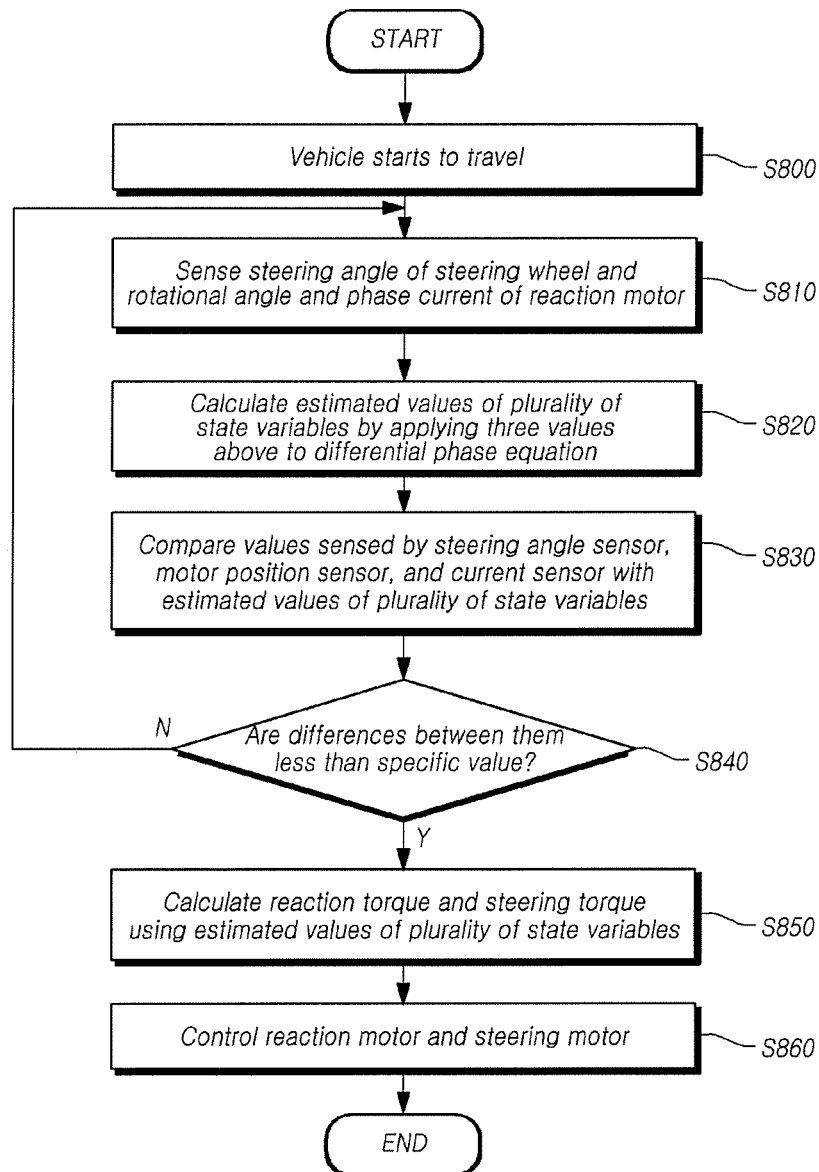 START
Vehicle starts to travel
S800
Sense steering angle of steering wheel and
rotational angle and phase current of reaction motor
S810
Calculate estimated values of plurality of
state variables by applying three values
above to differential phase equation
S820
Compare values sensed by steering angle sensor,
motor position sensor, and current sensor with
estimated values of plurality of state variables
S830
N
Are differences between them
less than specific value?
S840
Y
Calculate reaction torque and steering torque
using estimated values of plurality of state variables
S850
Control reaction motor and steering motor
S860
END